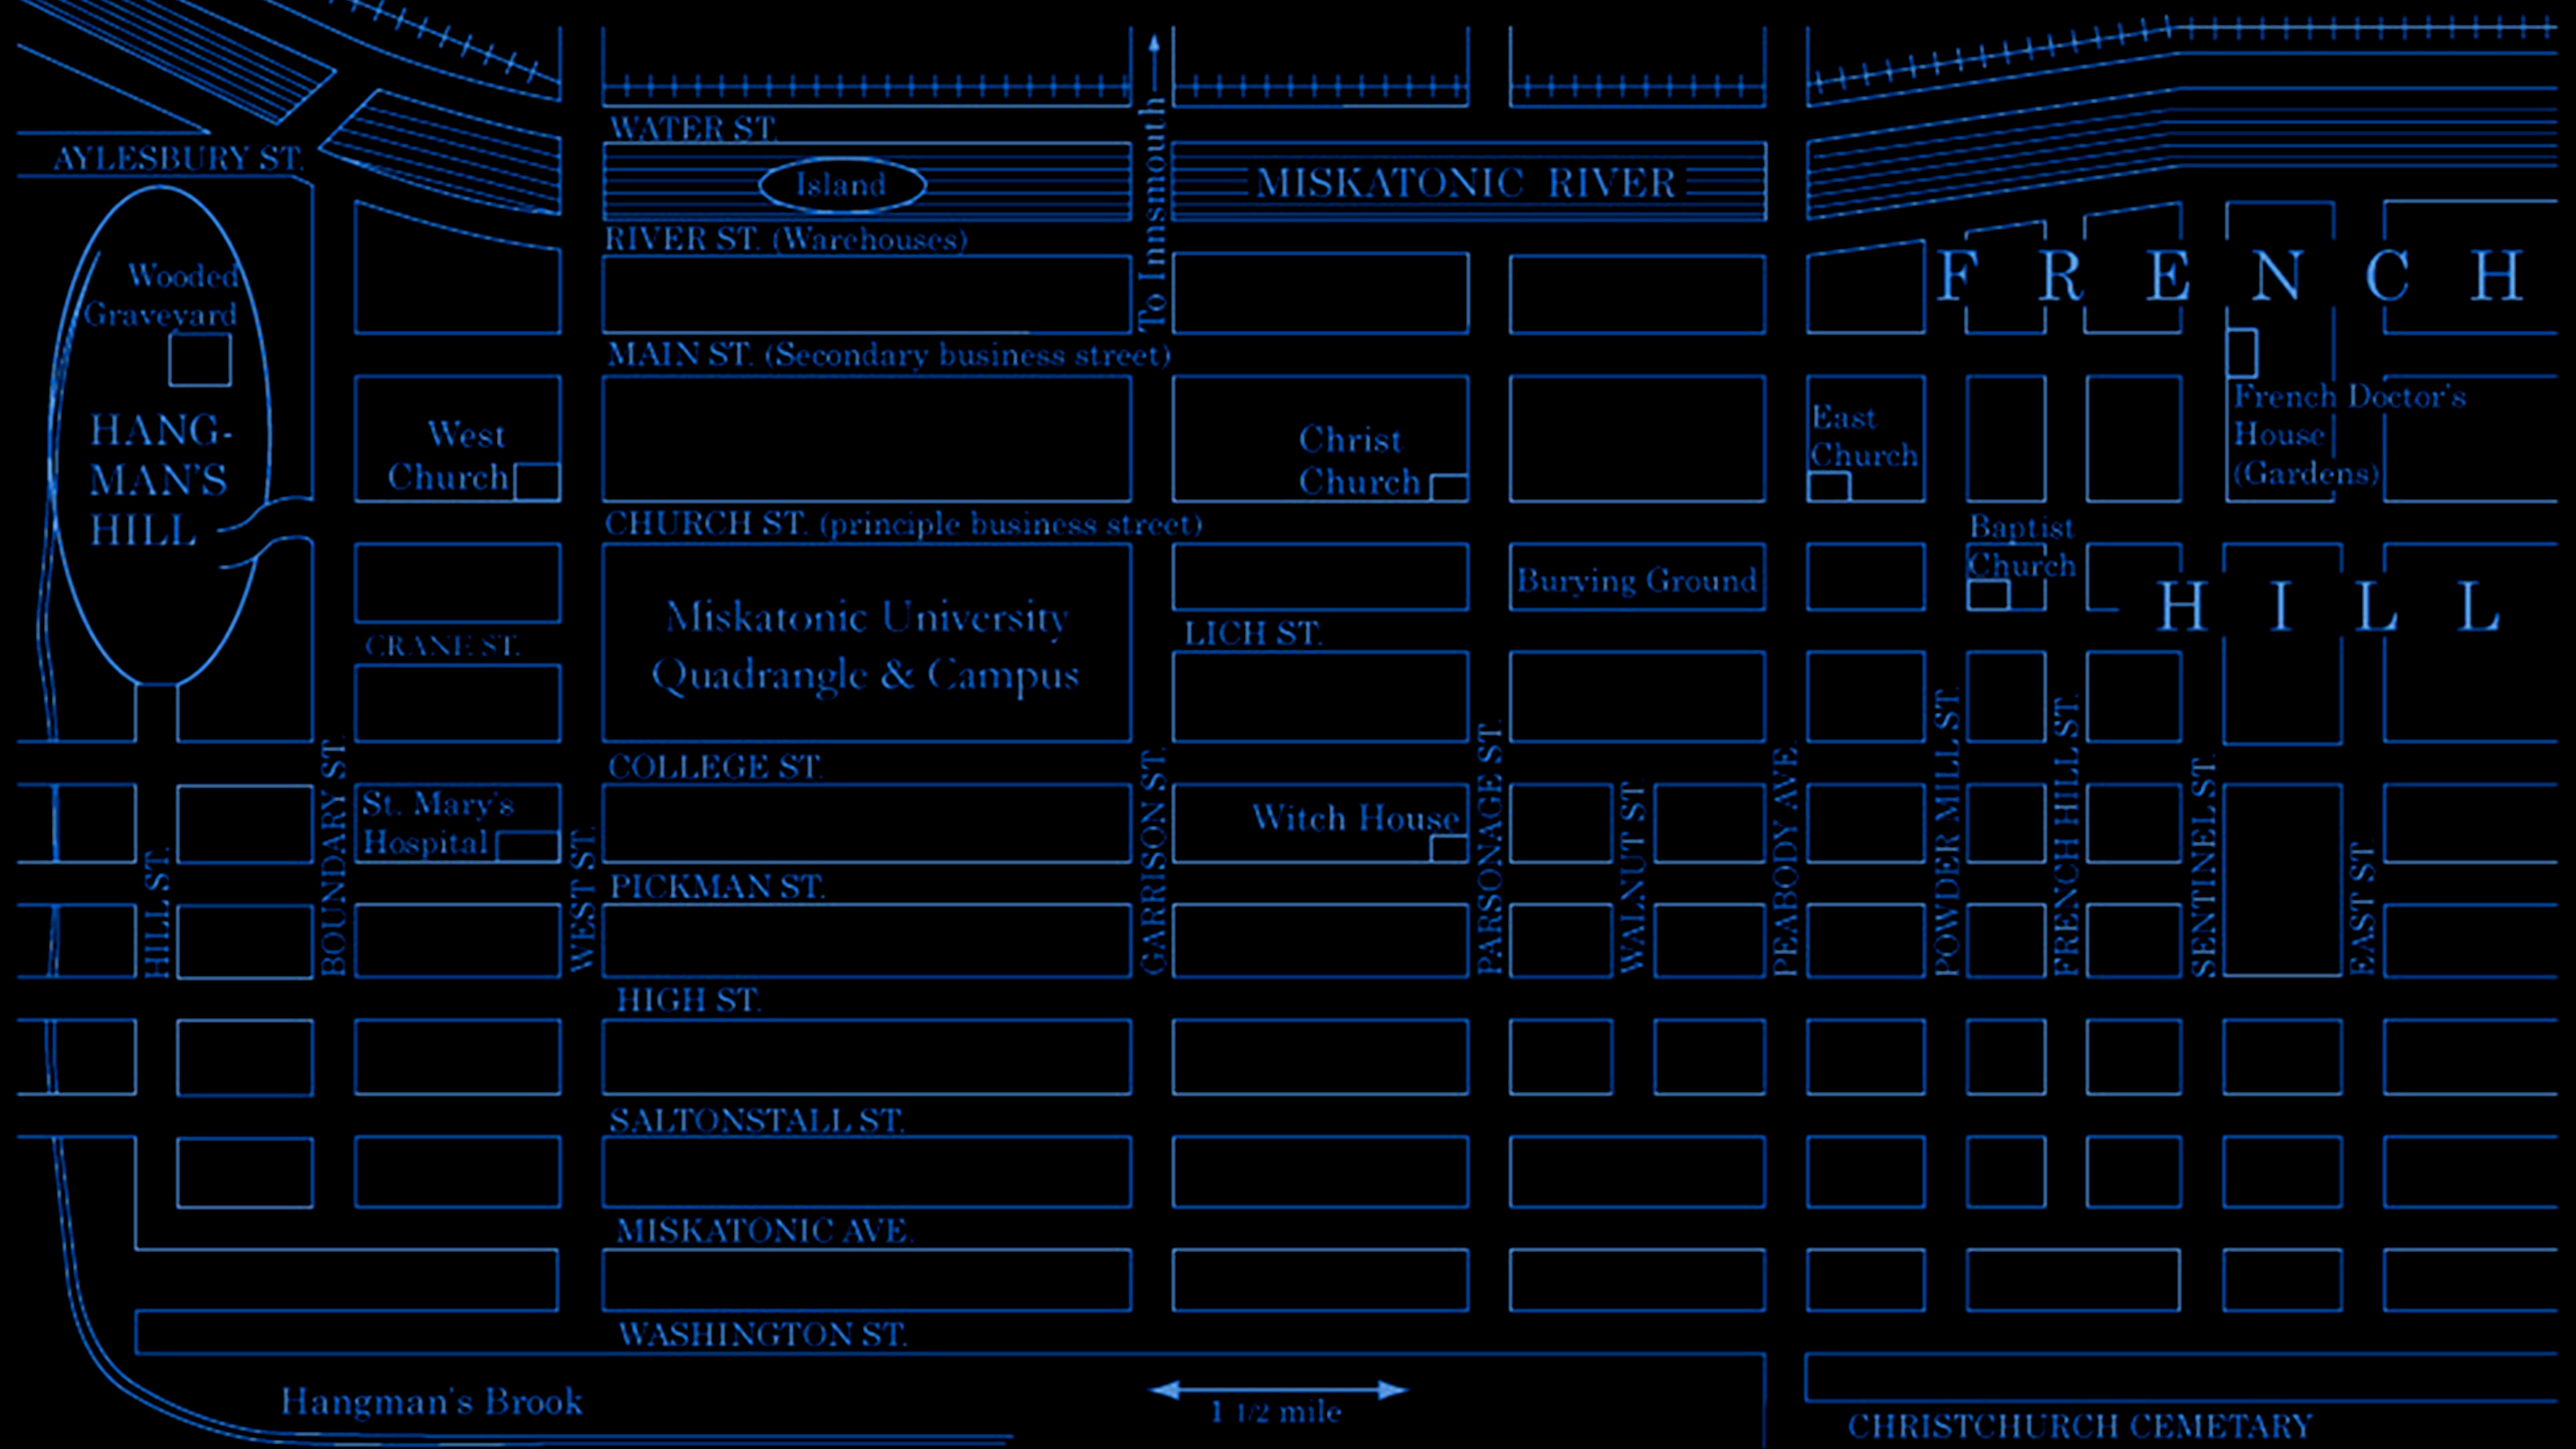 WATER ST.
AYLESBURY ST.
Island
MISKATONIC RIVER
To Innsmouth
RIVER ST. (Warehouses)
Wooded
Graveyard
FRENCH
MAIN ST. (Secondary business street)
HANG-
MAN'S
HILL
West
Church
Christ
Church
East
Church
French Doctor's
House
(Gardens)
CHURCH ST. (principle business street)
Baptist
Church
Burying Ground
HILL
Miskatonic University
Quadrangle & Campus
CRANE ST.
LICH ST.
COLLEGE ST.
St. Mary's
Hospital
Witch House
HILL ST.
BOUNDARY ST.
WEST ST.
GARRISON ST.
PARSONAGE ST.
WALNUT ST.
PEABODY AVE.
POWDER MILL ST.
FRENCH HILL ST.
SENTINEL ST.
EAST ST.
PICKMAN ST.
HIGH ST.
SALTONSTALL ST.
MISKATONIC AVE.
WASHINGTON ST.
Hangman's Brook
1 1/2 mile
CHRISTCHURCH CEMETARY